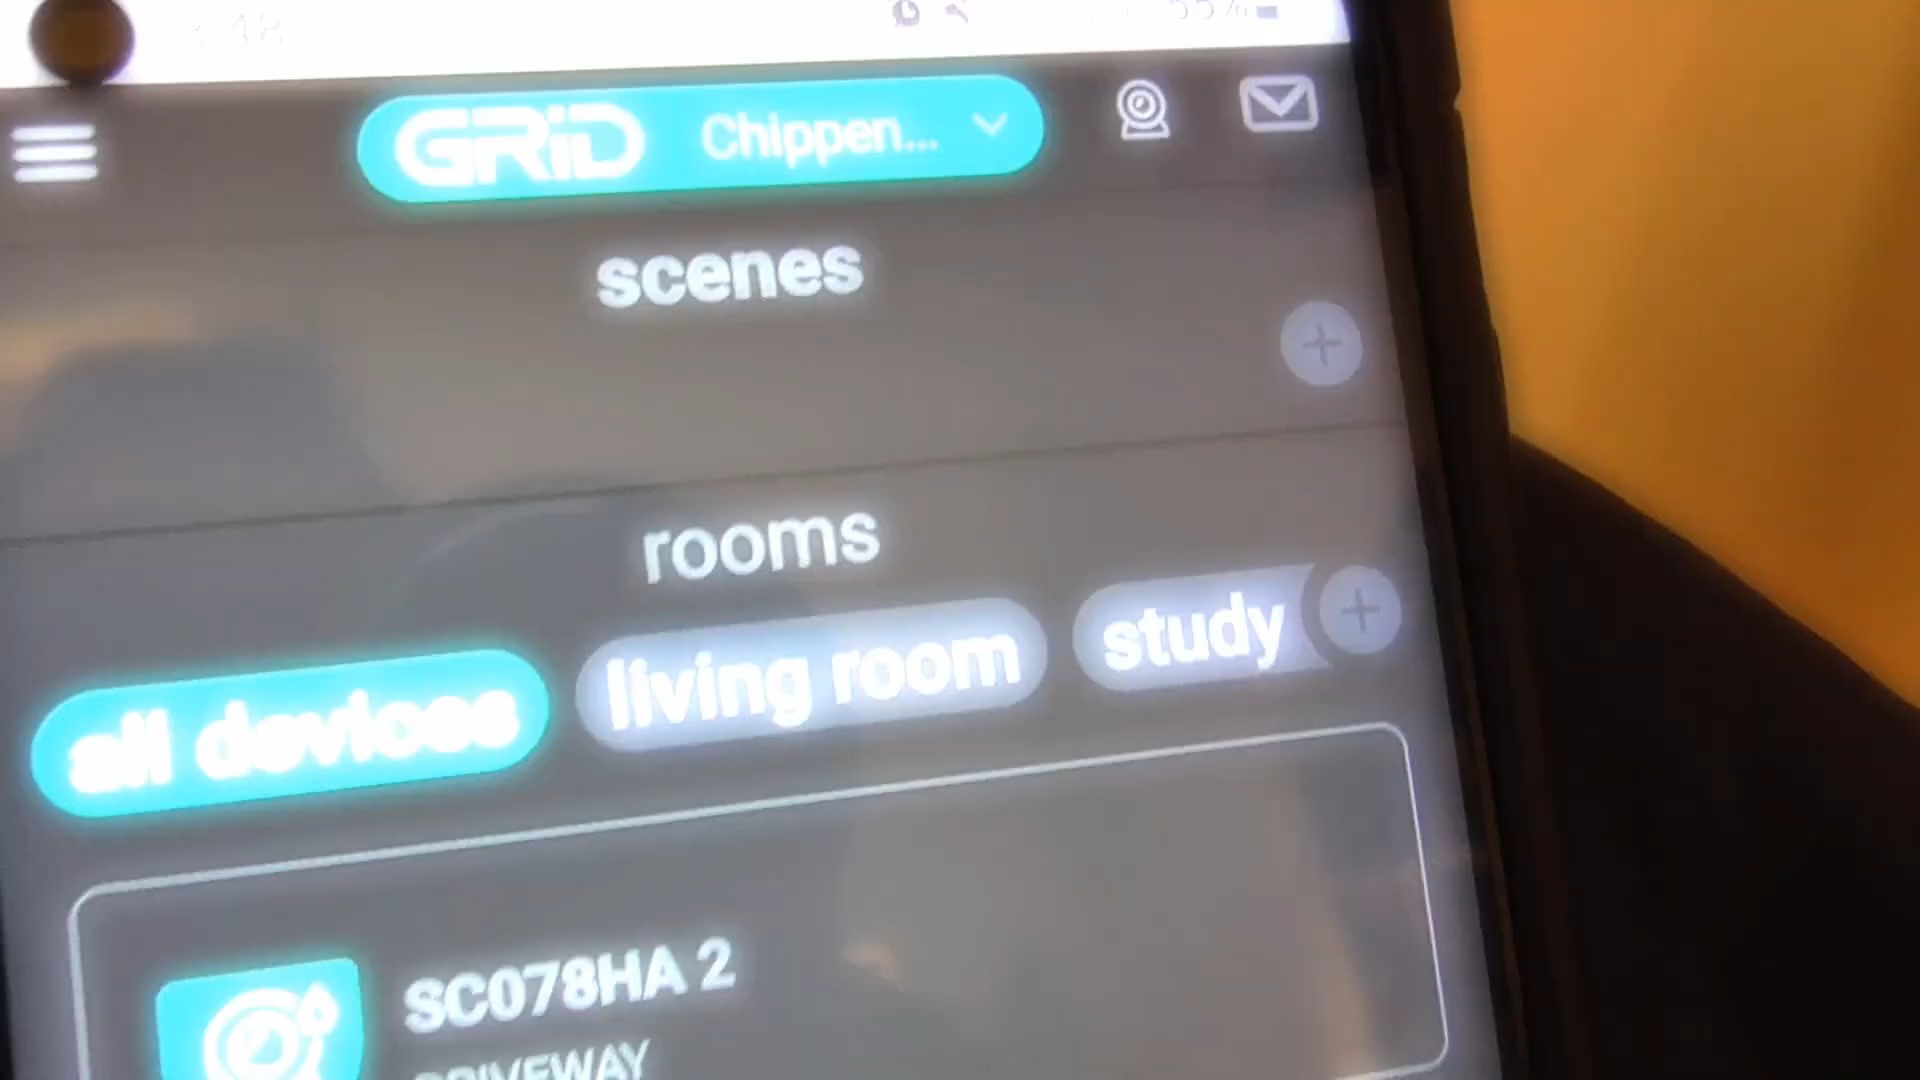 GRiD Chippen...
scenes
rooms
all devices living room study
SC078HA 2
DRIVEWAY